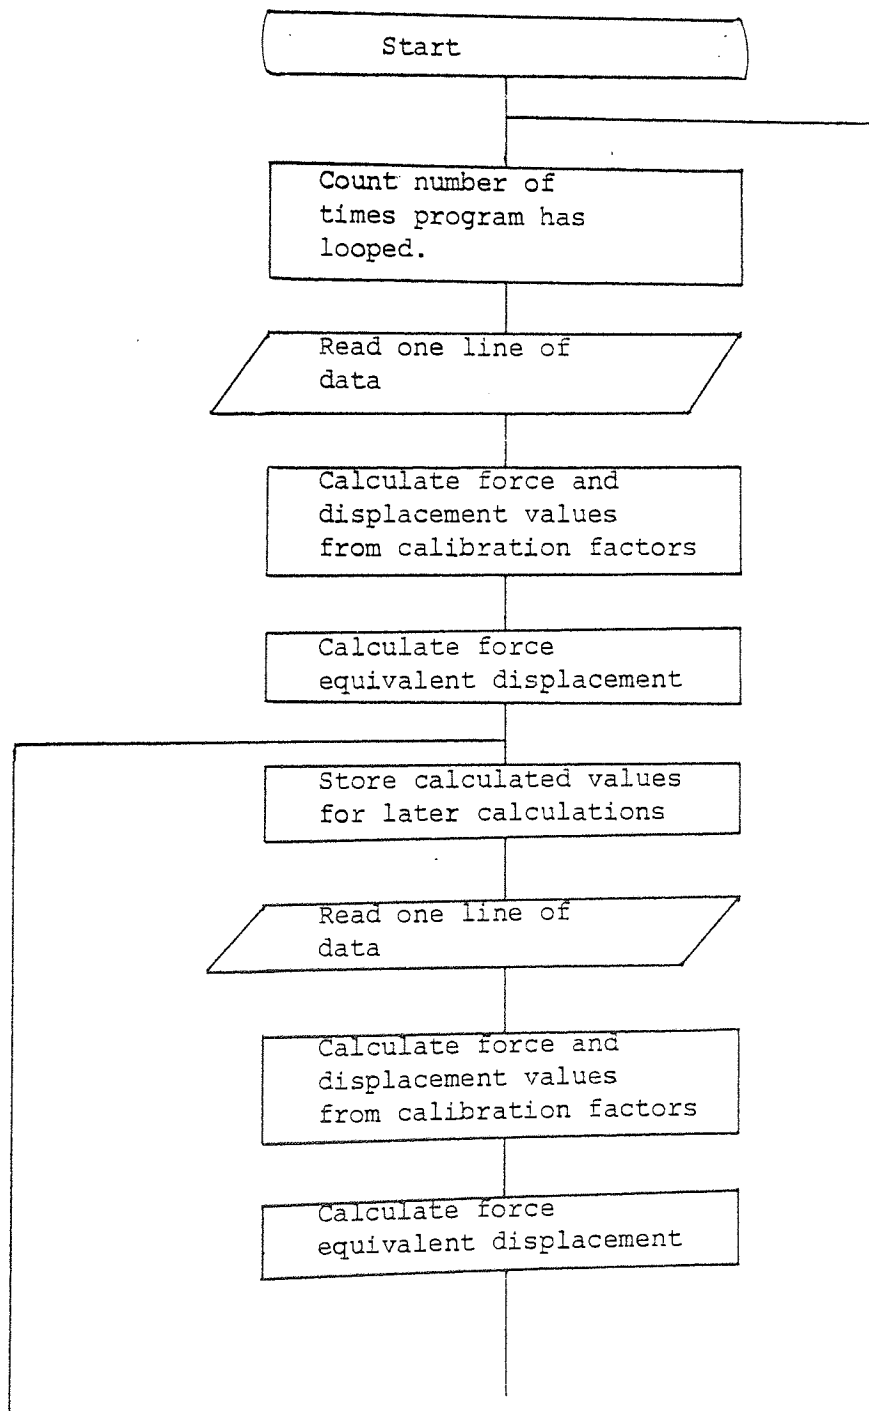 Start
Count number of
times program has
looped.
Read one line of
data
Calculate force and
displacement values
from calibration factors
Calculate force
equivalent displacement
Store calculated values
for later calculations
Read one line of
data
Calculate force and
displacement values
from calibration factors
Calculate force
equivalent displacement